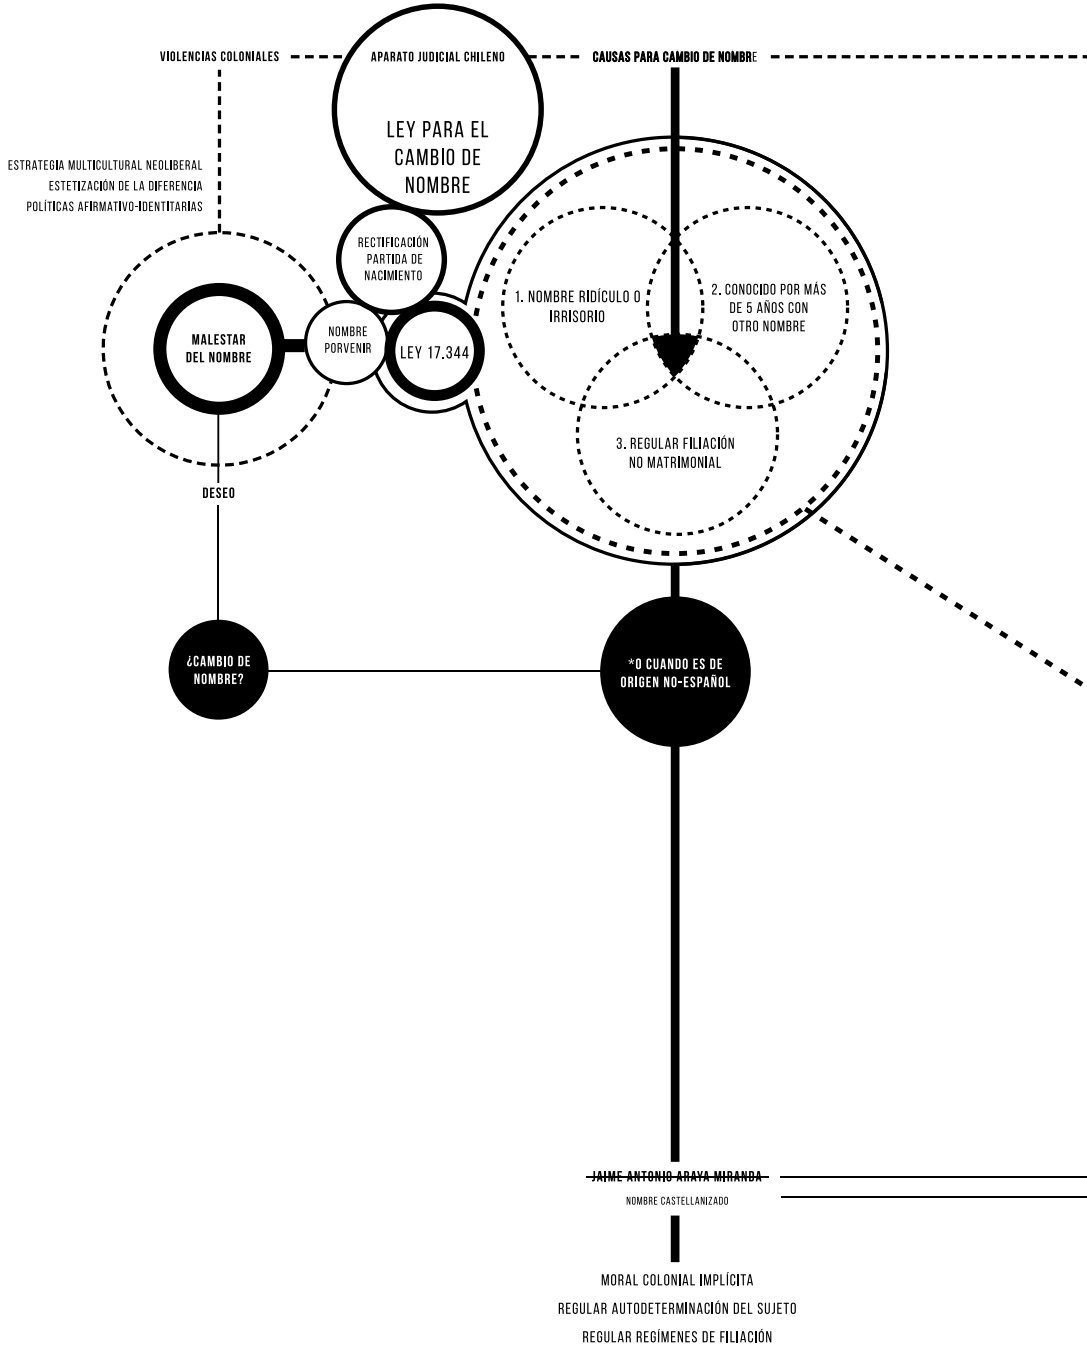 VIOLENCIAS COLONIALES
APARATO JUDICIAL CHILENO
CAUSAS PARA CAMBIO DE NOMBRE
LEY PARA EL
CAMBIO DE
NOMBRE
ESTRATEGIA MULTICULTURAL NEOLIBERAL
ESTETIZACIÓN DE LA DIFERENCIA
POLÍTICAS AFIRMATIVO-IDENTITARIAS
RECTIFICACIÓN
PARTIDA DE
NACIMIENTO
1. NOMBRE RIDÍCULO O
IRRISORIO
2. CONOCIDO POR MÁS
DE 5 AÑOS CON
OTRO NOMBRE
MALESTAR
DEL NOMBRE
NOMBRE
PORVENIR
LEY 17.344
3. REGULAR FILIACIÓN
NO MATRIMONIAL
DESEO
¿CAMBIO DE
NOMBRE?
*O CUANDO ES DE
ORIGEN NO-ESPAÑOL
JAIME ANTONIO ARAYA MIRANDA
NOMBRE CASTELLANIZADO
MORAL COLONIAL IMPLÍCITA
REGULAR AUTODETERMINACIÓN DEL SUJETO
REGULAR REGÍMENES DE FILIACIÓN